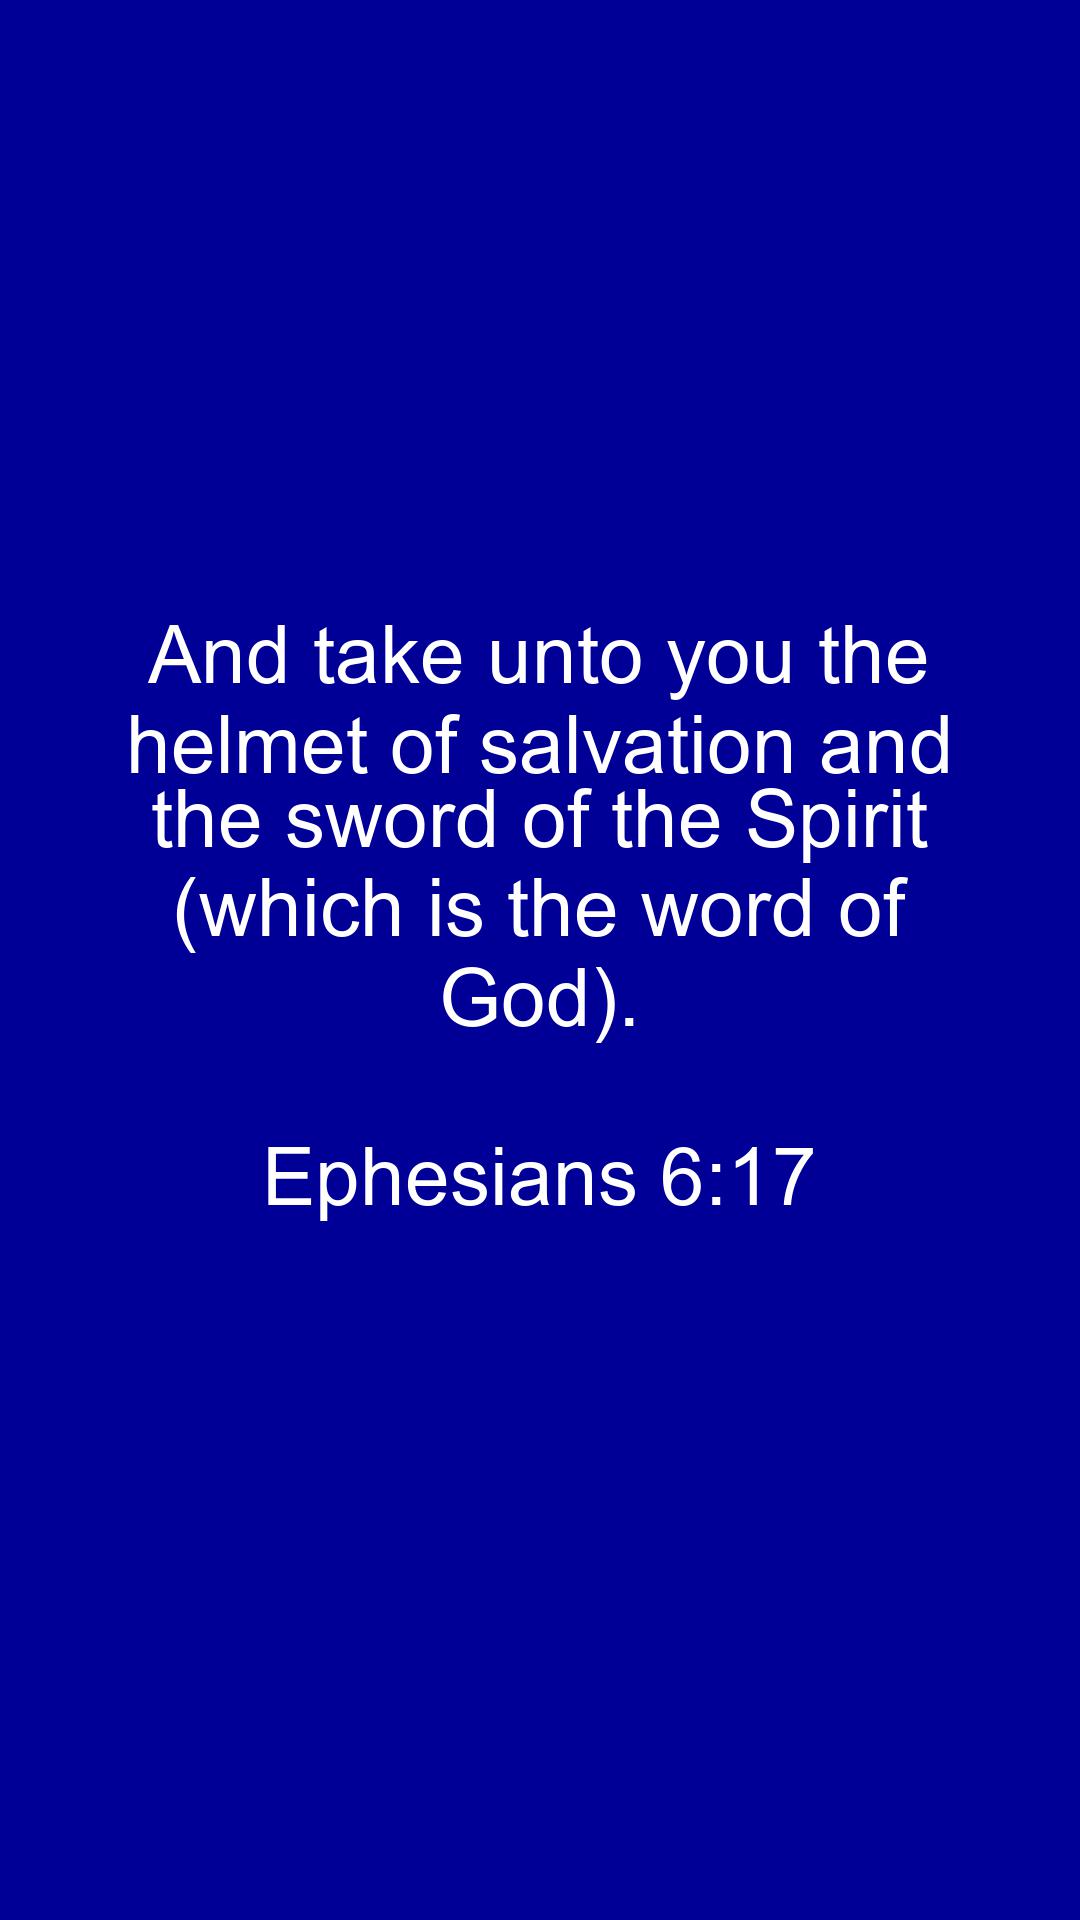 And take unto you the
helmet of salvation and
the sword of the Spirit
(which is the word of
God).
Ephesians 6:17